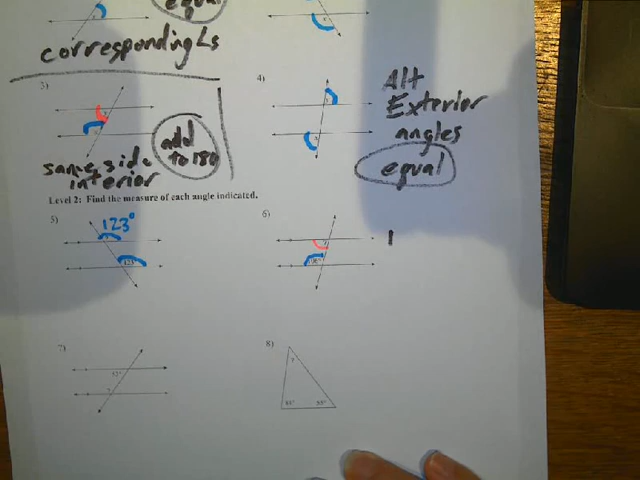 equal
corresponding Ls
3)
add
to 180
same side
interior
4)
Alt
Exterior
angles
equal
Level 2: Find the measure of each angle indicated.
5)
123°
6)
?
7)
?
8)
?